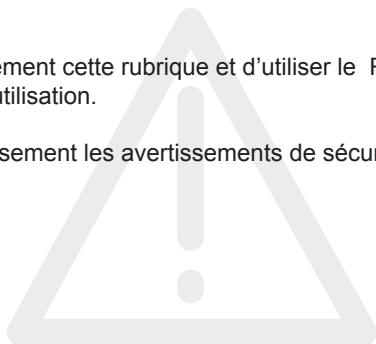 ement cette rubrique et d’utiliser le
utilisation.
sement les avertissements de sécur